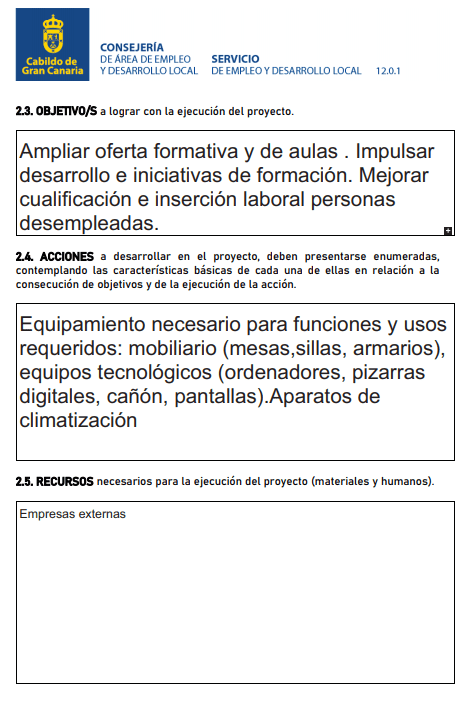 Cabildo de
Gran Canaria
CONSEJERÍA
DE ÁREA DE EMPLEO
Y DESARROLLO LOCAL
SERVICIO
DE EMPLEO Y DESARROLLO LOCAL
12.0.1
2.3. OBJETIVO/S a lograr con la ejecución del proyecto.
Ampliar oferta formativa y de aulas . Impulsar
desarrollo e iniciativas de formación. Mejorar
cualificación e inserción laboral personas
desempleadas.
2.4. ACCIONES a desarrollar en el proyecto, deben presentarse enumeradas,
contemplando las características básicas de cada una de ellas en relación a la
consecución de objetivos y de la ejecución de la acción.
Equipamiento necesario para funciones y usos
requeridos: mobiliario (mesas,sillas, armarios),
equipos tecnológicos (ordenadores, pizarras
digitales, cañón, pantallas).Aparatos de
climatización
2.5. RECURSOS necesarios para la ejecución del proyecto (materiales y humanos).
Empresas externas